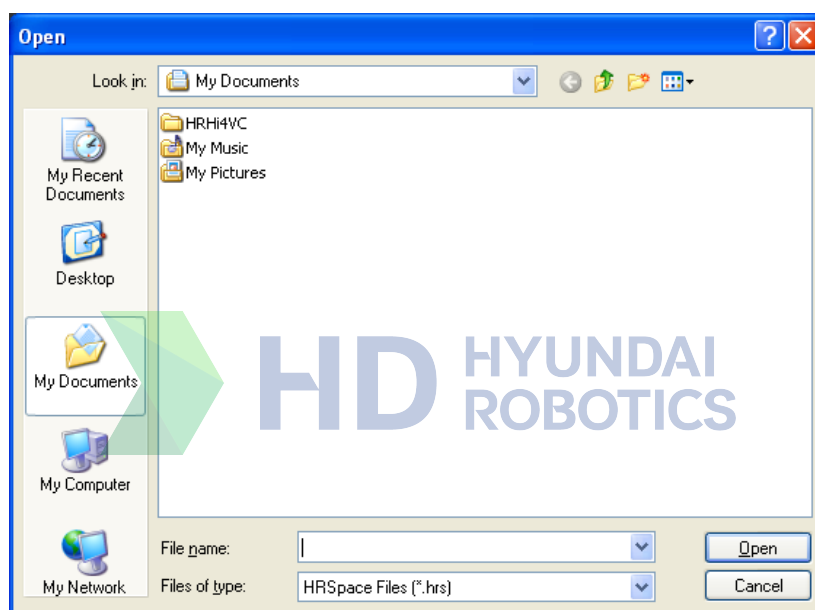 Open
Look in: My Documents
HRHi4VC
My Music
My Pictures
My Recent
Documents
Desktop
My Documents
My Computer
My Network
HD HYUNDAI
ROBOTICS
File name:
Open
Files of type: HRSpace Files (*.hrs)
Cancel